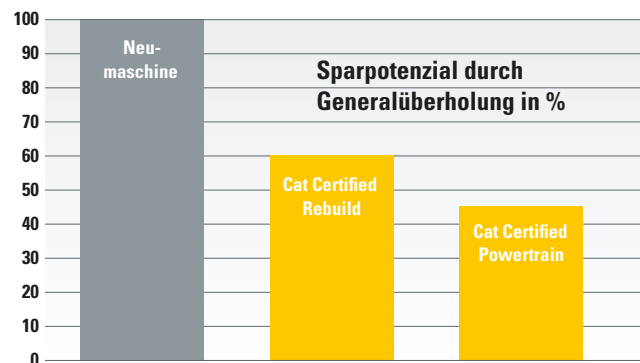 100
90
80
70
60
50
40
30
20
10
0
Neu-
maschine
Sparpotenzial durch
Generalüberholung in %
Cat Certified
Rebuild
Cat Certified
Powertrain